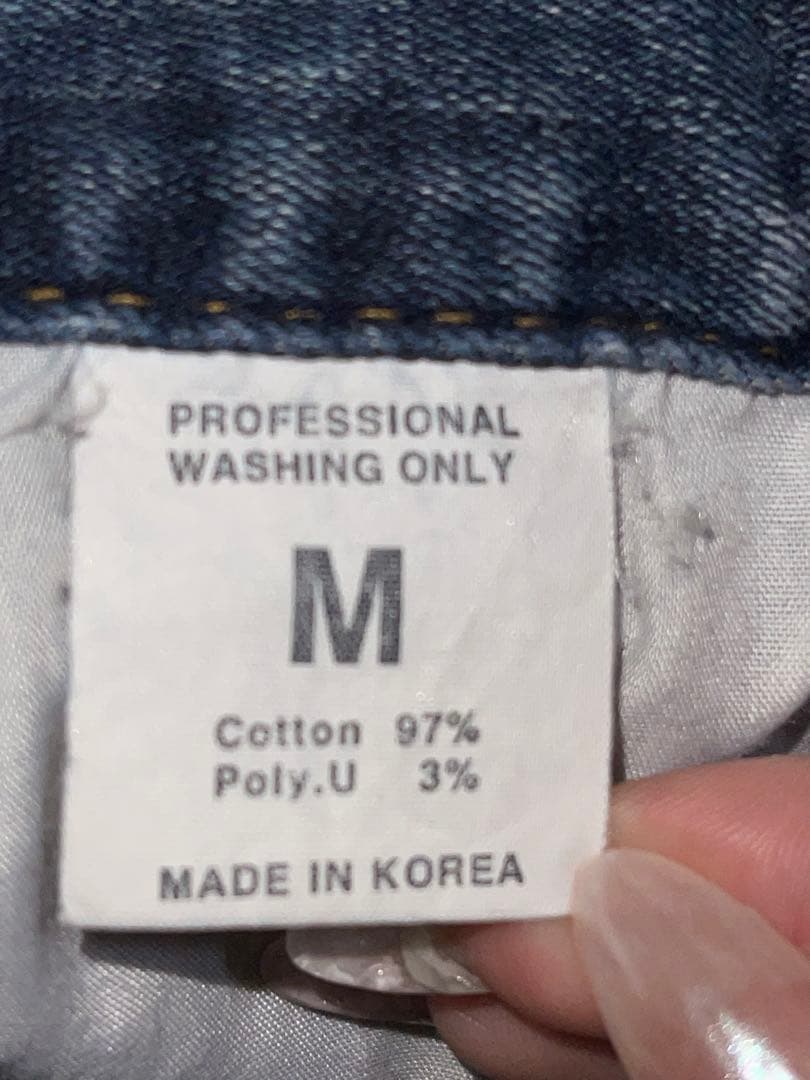 PROFESSIONAL
WASHING ONLY
M
Cotton 97%
Poly.U 3%
MADE IN KOREA